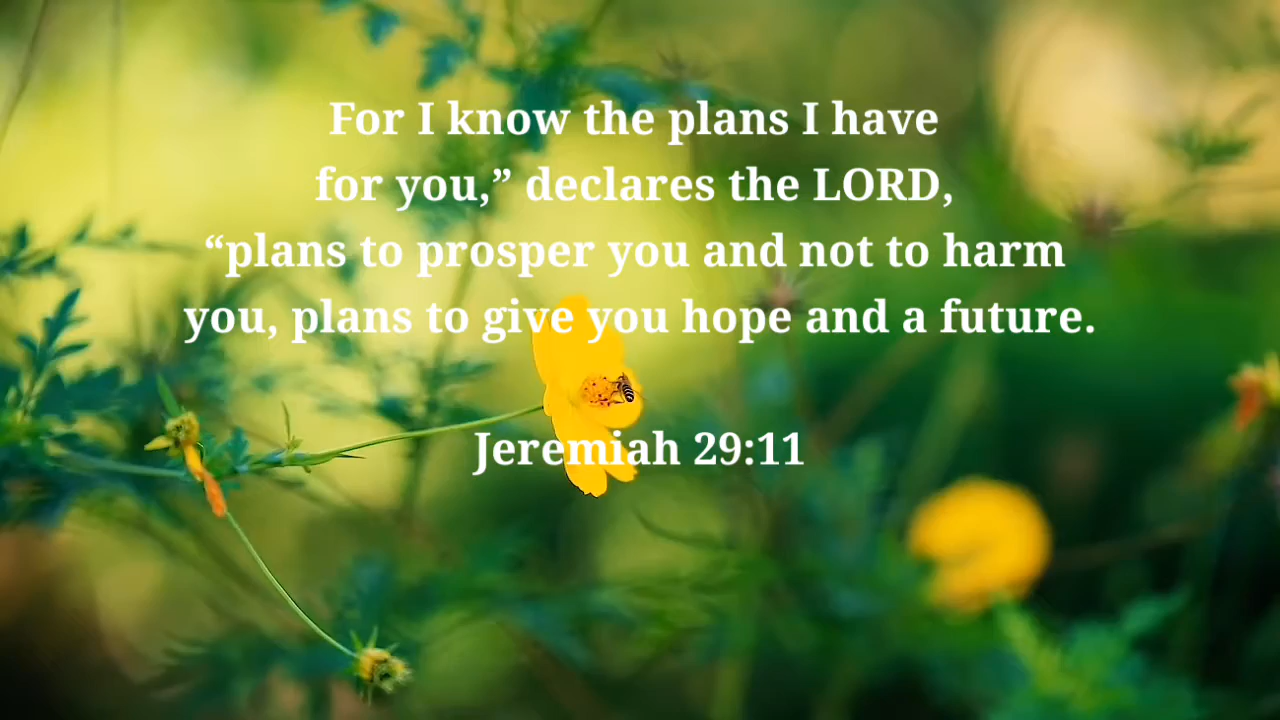 For I know the plans I have
for you,” declares the LORD,
“plans to prosper you and not to harm
you, plans to give you hope and a future.
Jeremiah 29:11